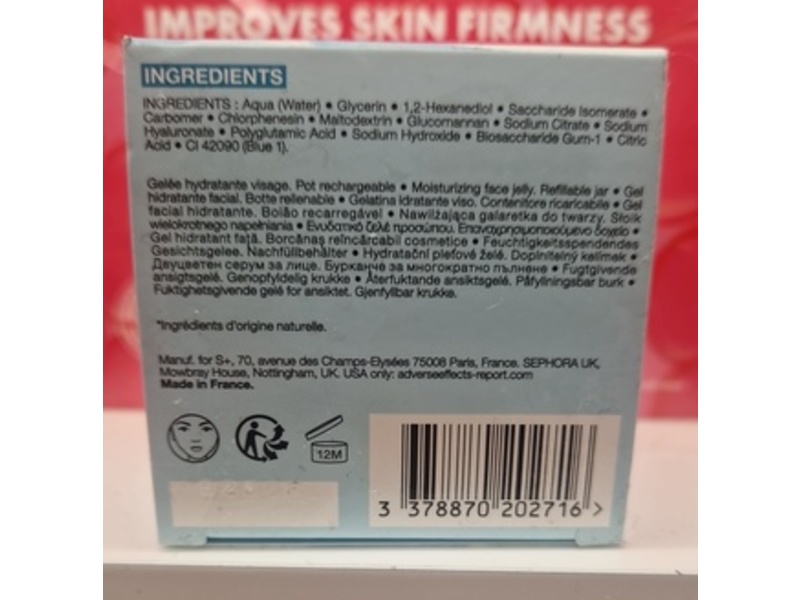 IMPROVES SKIN FIRMNESS
INGREDIENTS
INGREDIENTS : Aqua (Water) • Glycerin • 1,2-Hexanediol • Saccharide Isomerate •
Carbomer • Chlorphenesin • Maltodextrin • Glucomannan • Sodium Citrate • Sodium
Hyaluronate • Polyglutamic Acid • Sodium Hydroxide • Biosaccharide Gum-1 • Citric
Acid • CI 42090 (Blue 1).
Gelée hydratante visage. Pot rechargeable • Moisturizing face jelly. Refillable jar • Gel
hidratante facial. Bote rellenable • Gelatina idratante viso. Contenitore ricaricabile • Gel
facial hidratante. Boião recarregável • Nawilżająca galaretka do twarzy. Słoik
wielokrotnego napełniania • Ενυδατικό ζελέ προσώπου. Επαναχρησιμοποιούμενο δοχείο •
Gel hidratant față. Borcănaș reîncărcabil cosmetice • Feuchtigkeitsspendendes
Gesichtsgelee. Nachfüllbehälter • Hydratační pleťové želé. Doplnitelný kelímek •
Двуцветен серум за лице. Бурканче за многократно пълнене • Fugtgivende
ansigtsgelé. Genopfyldelig krukke • Återfuktande ansiktsgelé. Påfyllningsbar burk •
Fuktighetsgivende gelé for ansiktet. Gjenfyllbar krukke.
*Ingrédients d'origine naturelle.
Manuf. for S+, 70, avenue des Champs-Elysées 75008 Paris, France. SEPHORA UK,
Mowbray House, Nottingham, UK. USA only: adverseeffects-report.com
Made in France.
12M
3 378870 202716 >